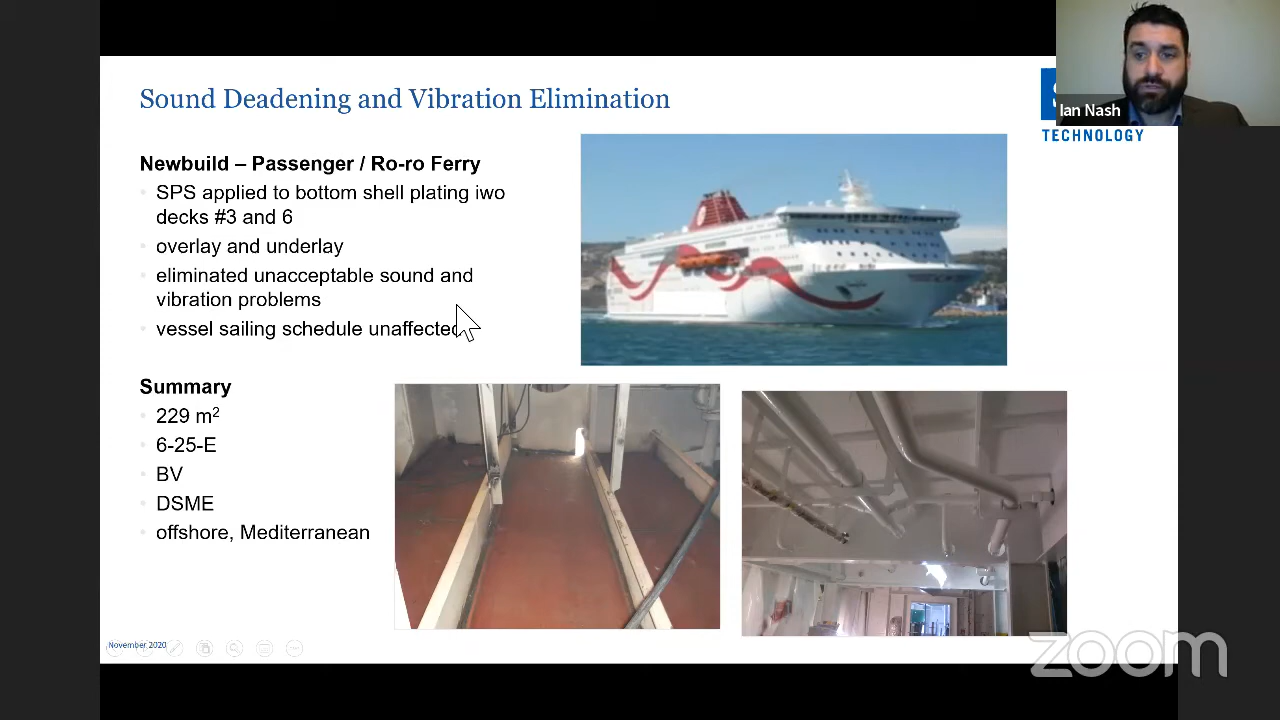 Sound Deadening and Vibration Elimination
Ian Nash
TECHNOLOGY
Newbuild – Passenger / Ro-ro Ferry
SPS applied to bottom shell plating iwo
decks #3 and 6
overlay and underlay
eliminated unacceptable sound and
vibration problems
vessel sailing schedule unaffected
Summary
229 m²
6-25-E
BV
DSME
offshore, Mediterranean
November 2020
zoom